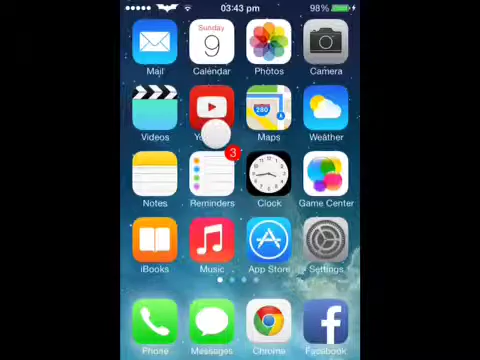 03:43 pm 98%
Sunday
9
280
3
Mail Calendar Photos Camera
Videos Maps Weather
Notes Reminders Clock Game Center
iBooks Music App Store Settings
Phone Messages Chrome Facebook